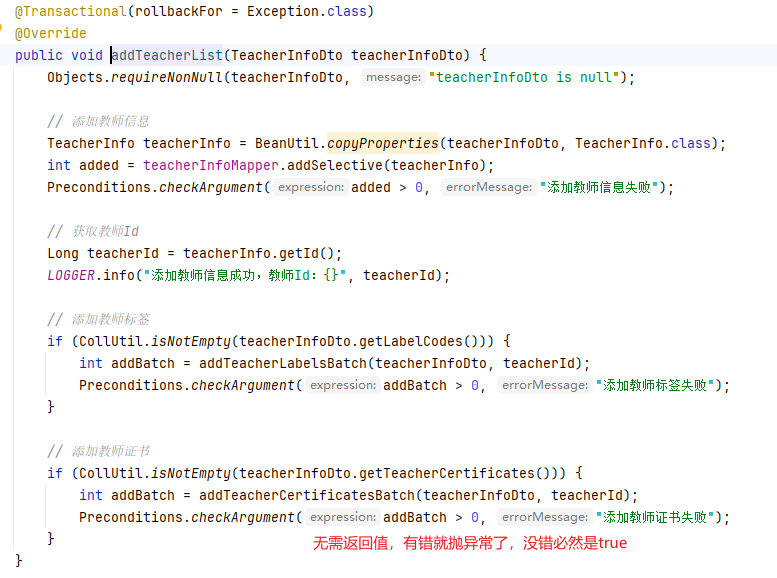 @Transactional(rollbackFor = Exception.class)
@Override
public void addTeacherList(TeacherInfoDto teacherInfoDto) {
Objects.requireNonNull(teacherInfoDto, message: "teacherInfoDto is null");
// 添加教师信息
TeacherInfo teacherInfo = BeanUtil.copyProperties(teacherInfoDto, TeacherInfo.class);
int added = teacherInfoMapper.addSelective(teacherInfo);
Preconditions.checkArgument( expression: added > 0, errorMessage: "添加教师信息失败");
// 获取教师Id
Long teacherId = teacherInfo.getId();
LOGGER.info("添加教师信息成功，教师Id：{}", teacherId);
// 添加教师标签
if (CollUtil.isNotEmpty(teacherInfoDto.getLabelCodes())) {
int addBatch = addTeacherLabelsBatch(teacherInfoDto, teacherId);
Preconditions.checkArgument( expression: addBatch > 0, errorMessage: "添加教师标签失败");
}
// 添加教师证书
if (CollUtil.isNotEmpty(teacherInfoDto.getTeacherCertificates())) {
int addBatch = addTeacherCertificatesBatch(teacherInfoDto, teacherId);
Preconditions.checkArgument( expression: addBatch > 0, errorMessage: "添加教师证书失败");
}
无需返回值，有错就抛异常了，没错必然是true
}